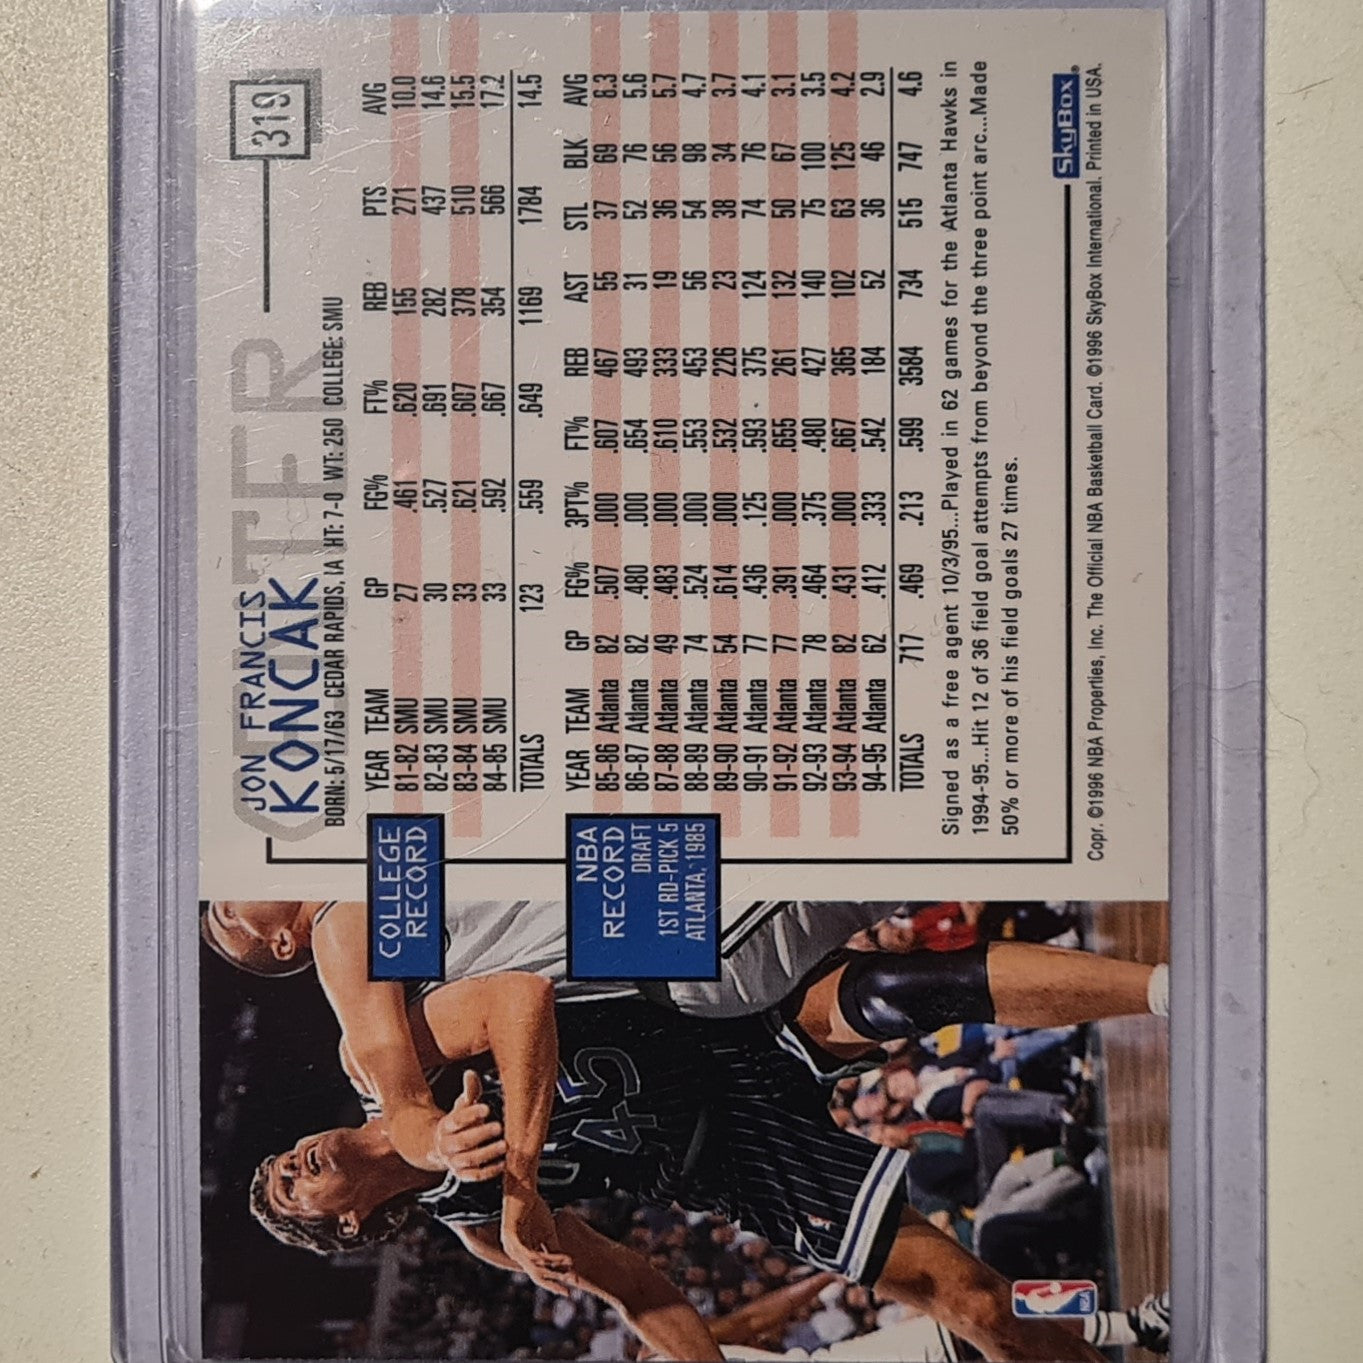 CENTER
319
JON FRANCIS
KONCAK
BORN: 5/17/63 CEDAR RAPIDS, IA HT: 7-0 WT: 250 COLLEGE: SMU
COLLEGE
RECORD
YEAR TEAM GP FG% FT% REB PTS AVG
81-82 SMU 27 .461 .620 155 271 10.0
82-83 SMU 30 .527 .691 282 437 14.6
83-84 SMU 33 .621 .607 378 510 15.5
84-85 SMU 33 .592 .667 354 566 17.2
TOTALS 123 .559 .649 1169 1784 14.5
NBA
RECORD
DRAFT
1ST RD-PICK 5
ATLANTA, 1985
YEAR TEAM GP FG% 3PT% FT% REB AST STL BLK AVG
85-86 Atlanta 82 .507 .000 .607 467 55 37 69 8.3
86-87 Atlanta 82 .480 .000 .654 493 31 52 76 5.6
87-88 Atlanta 49 .483 .000 .610 333 19 36 56 5.7
88-89 Atlanta 74 .524 .000 .553 453 56 54 98 4.7
89-90 Atlanta 54 .614 .000 .532 226 23 38 34 3.7
90-91 Atlanta 77 .436 .125 .593 375 124 74 76 4.1
91-92 Atlanta 77 .391 .000 .655 261 132 50 67 3.1
92-93 Atlanta 78 .464 .375 .480 427 140 75 100 3.5
93-94 Atlanta 82 .431 .000 .667 365 102 63 125 4.2
94-95 Atlanta 62 .412 .333 .542 184 52 36 46 2.9
TOTALS 717 .469 .213 .599 3584 734 515 747 4.6
Signed as a free agent 10/3/95...Played in 62 games for the Atlanta Hawks in
1994-95...Hit 12 of 36 field goal attempts from beyond the three point arc...Made
50% or more of his field goals 27 times.
SkyBox®
Copr. ©1996 NBA Properties, Inc. The Official NBA Basketball Card. ©1996 SkyBox International. Printed in USA.
45
NBA